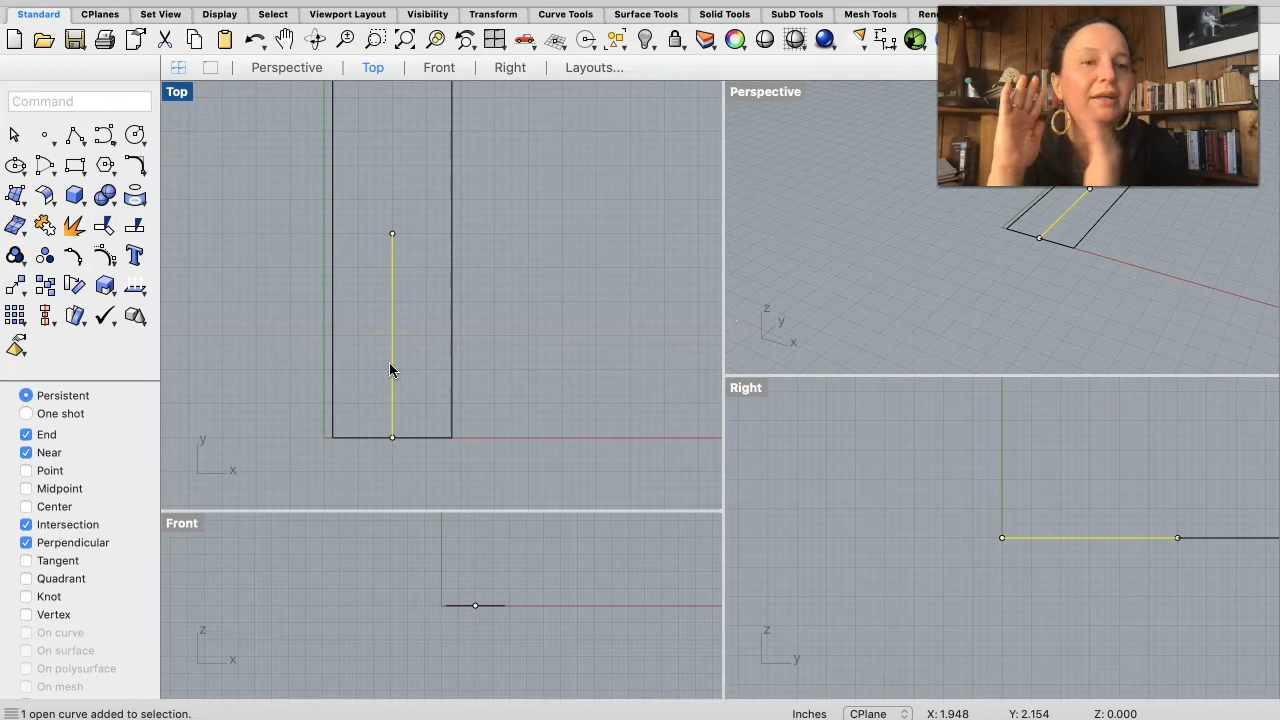 Standard CPlanes Set View Display Select Viewport Layout Visibility Transform Curve Tools Surface Tools Solid Tools SubD Tools Mesh Tools
Perspective Top Front Right Layouts...
Command
Top
Perspective
z
y
x
y
x
Persistent
One shot
End
Near
Point
Midpoint
Center
Intersection
Perpendicular
Tangent
Quadrant
Knot
Vertex
On curve
On surface
On polysurface
On mesh
Right
Front
z
x
z
y
1 open curve added to selection.
Inches CPlane X: 1.948 Y: 2.154 Z: 0.000